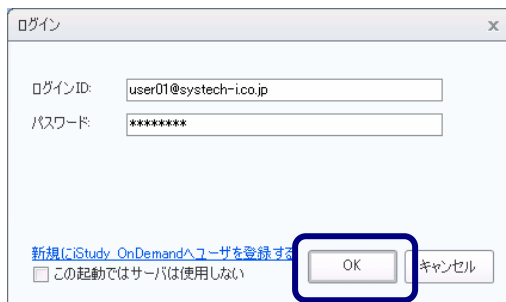 ログイン
x
ログインID:
user01@systech-i.co.jp
パスワード:
********
新規にiStudy OnDemandへユーザを登録する
この起動ではサーバは使用しない
OK
キャンセル